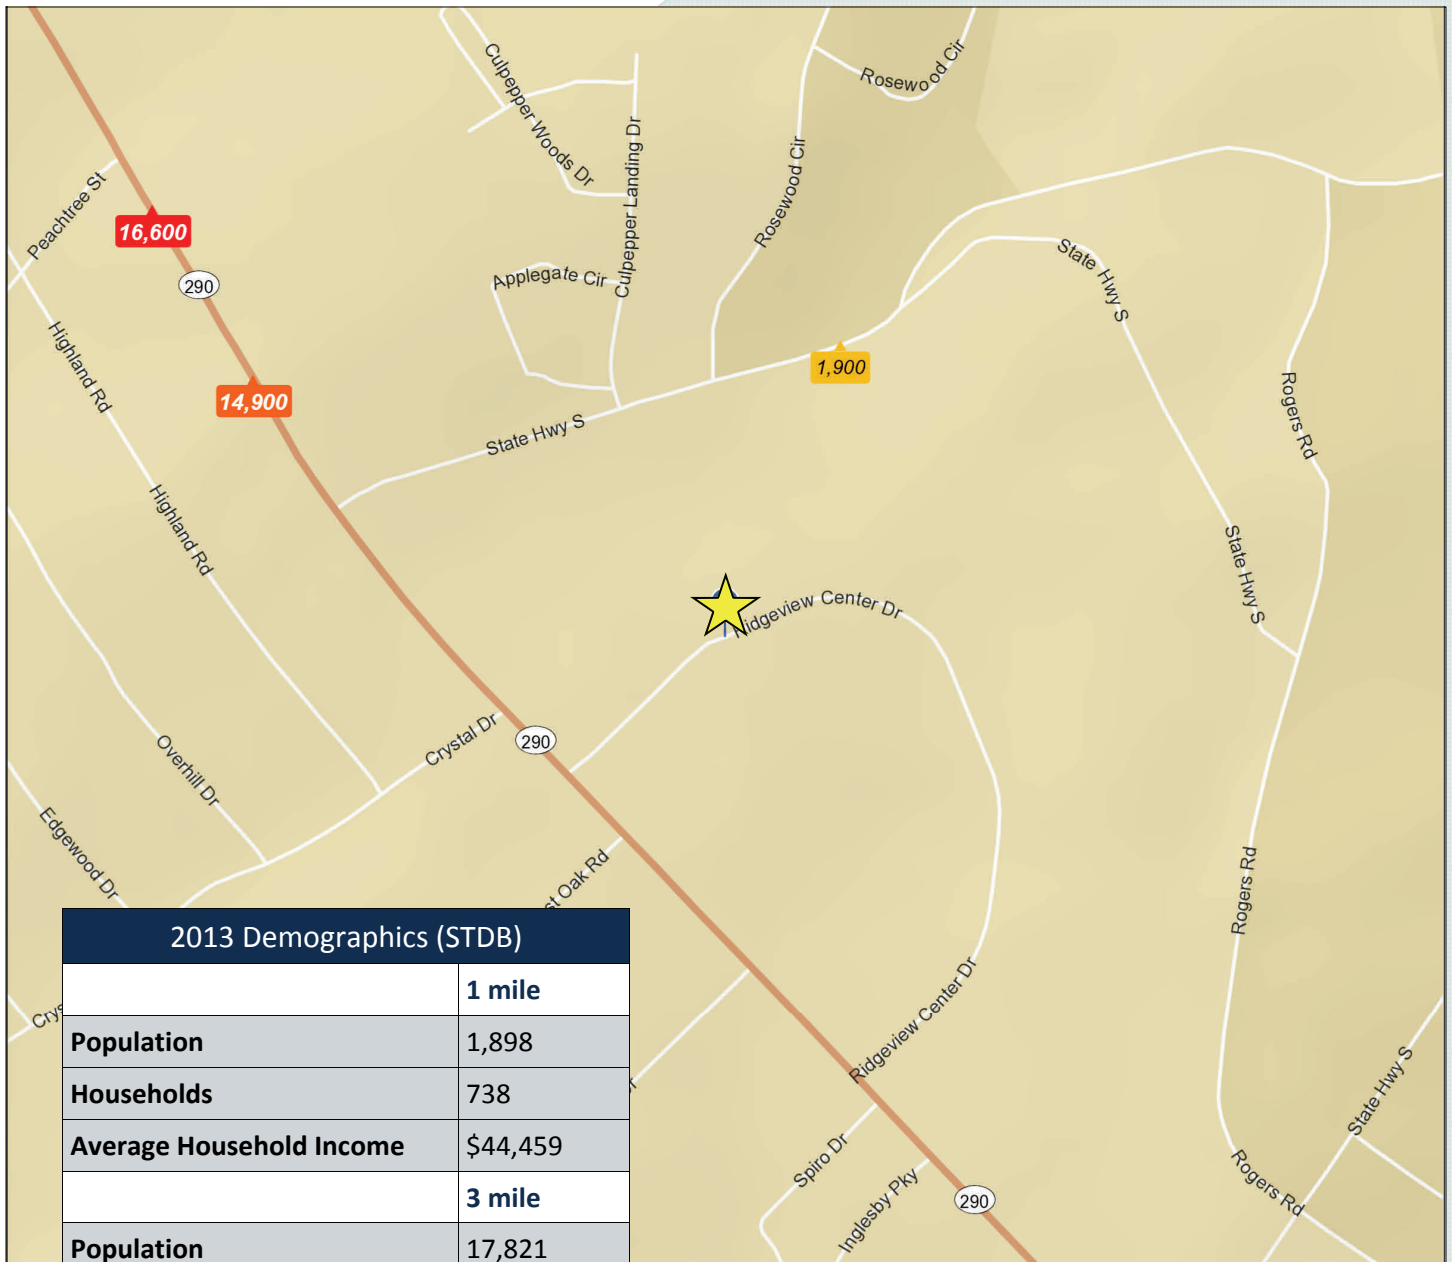 Culpepper Woods Dr
Rosewood Cir
Culpepper Landing Dr
Rosewood Cir
Peachtree St
16,600
290
Applegate Cir
State Hwy S
Highland Rd
1,900
14,900
Rogers Rd
State Hwy S
Highland Rd
State Hwy S
Ridgeview Center Dr
Crystal Dr
290
Overhill Dr
Edgewood Dr
st Oak Rd
Rogers Rd
2013 Demographics (STDB)
1 mile
Crys
Population 1,898
Ridgeview Center Dr
Households 738
State Hwy S
Average Household Income $44,459
Spiro Dr
3 mile
Inglesby Pky
290
Rogers Rd
Population 17,821